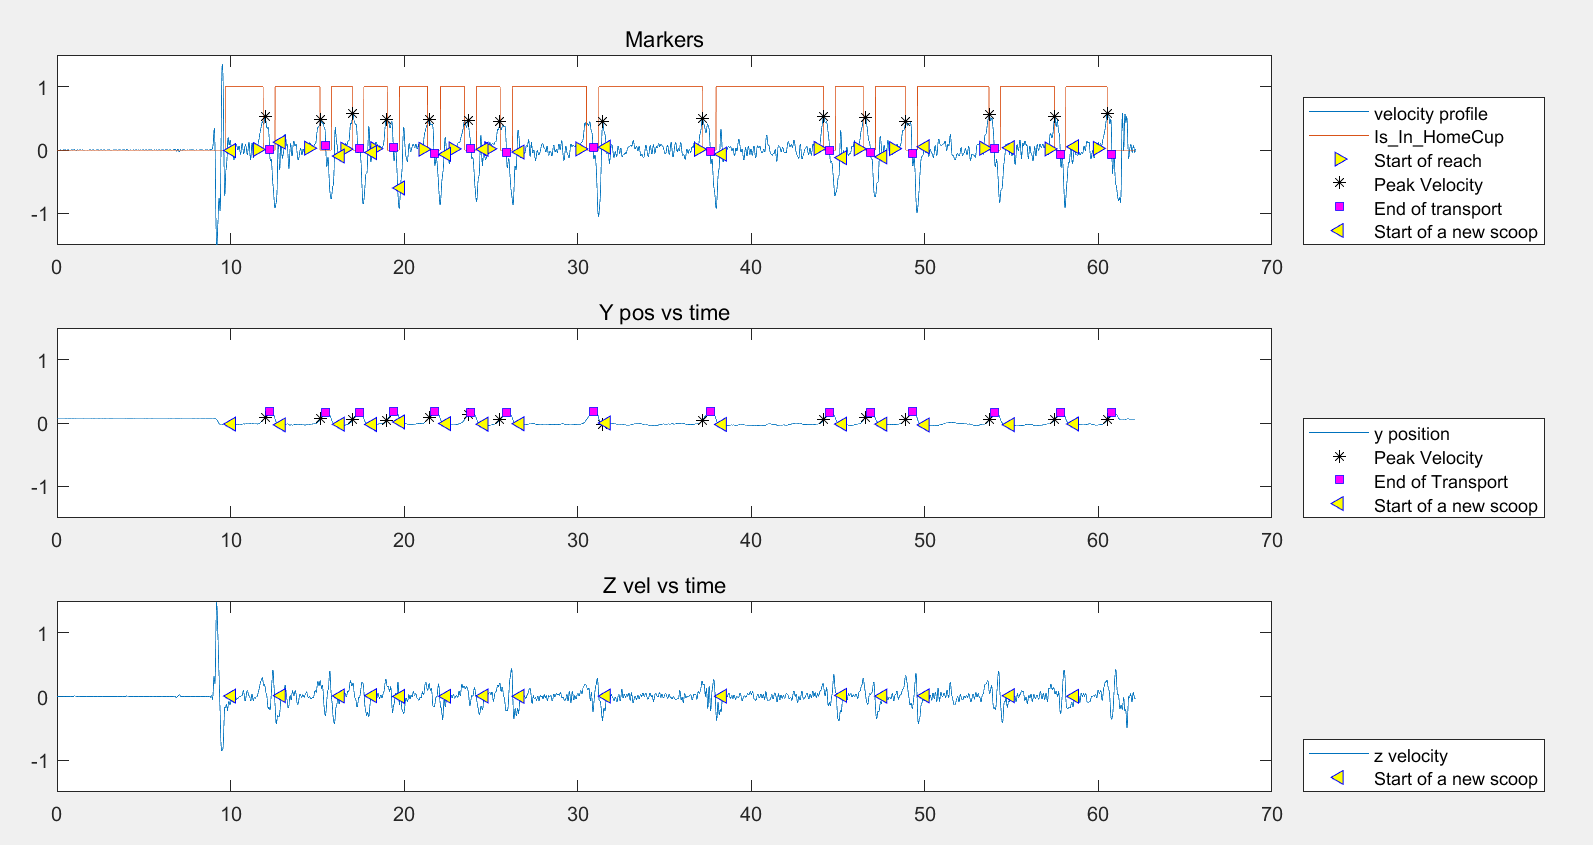 Markers
1
0
-1
0 10 20 30 40 50 60 70
velocity profile
Is_In_HomeCup
Start of reach
Peak Velocity
End of transport
Start of a new scoop
Y pos vs time
1
0
-1
0 10 20 30 40 50 60 70
y position
Peak Velocity
End of Transport
Start of a new scoop
Z vel vs time
1
0
-1
0 10 20 30 40 50 60 70
z velocity
Start of a new scoop